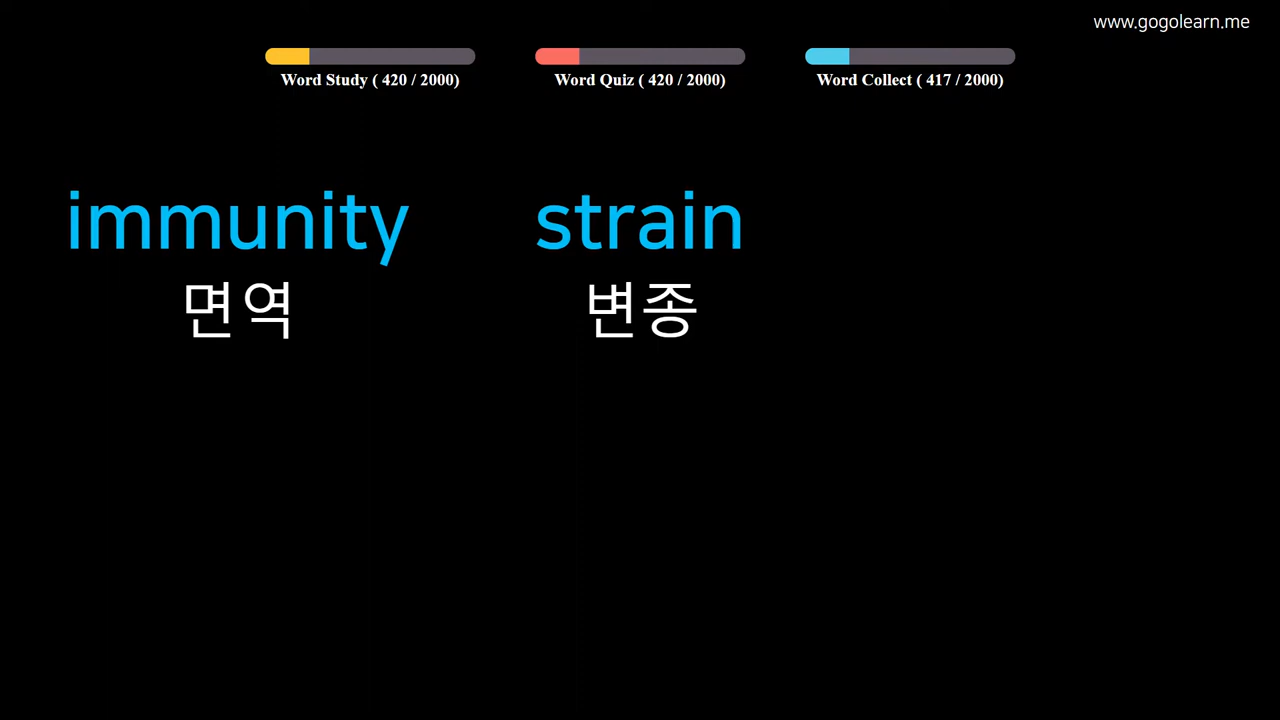 www.gogolearn.me
Word Study ( 420 / 2000)
Word Quiz ( 420 / 2000)
Word Collect ( 417 / 2000)
immunity
면역
strain
변종